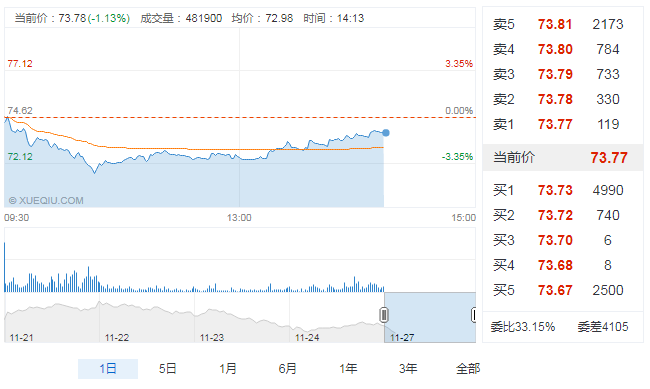 当前价：73.78(-1.13%) 成交量：481900 均价：72.98 时间：14:13
77.12 3.35%
74.62 0.00%
72.12 -3.35%
© XUEQIU.COM
09:30 13:00 15:00
11-21 11-22 11-23 11-24 11-27
1日 5日 1月 6月 1年 3年 全部
卖5 73.81 2173
卖4 73.80 784
卖3 73.79 733
卖2 73.78 330
卖1 73.77 119
当前价 73.77
买1 73.73 4990
买2 73.72 740
买3 73.70 6
买4 73.68 8
买5 73.67 2500
委比33.15% 委差4105